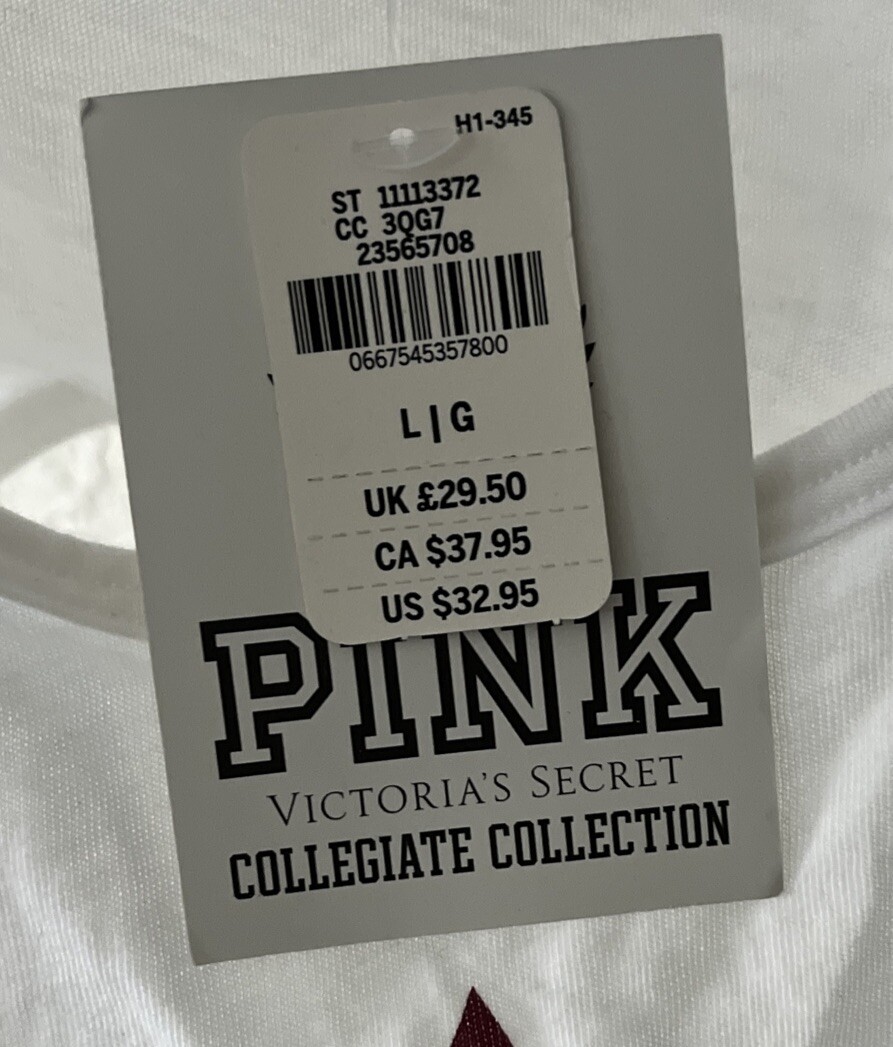 H1-345
ST 11113372
CC 3QG7
23565708
0667545357800
L | G
UK £29.50
CA $37.95
US $32.95
PINK
VICTORIA'S SECRET
COLLEGIATE COLLECTION